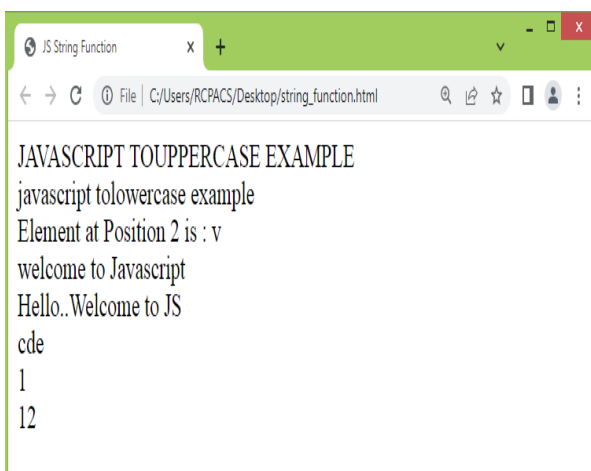 JS String Function
File | C:/Users/RCPACS/Desktop/string_function.html
JAVASCRIPT TOUPPERCASE EXAMPLE
javascript tolowercase example
Element at Position 2 is : v
welcome to Javascript
Hello..Welcome to JS
cde
1
12